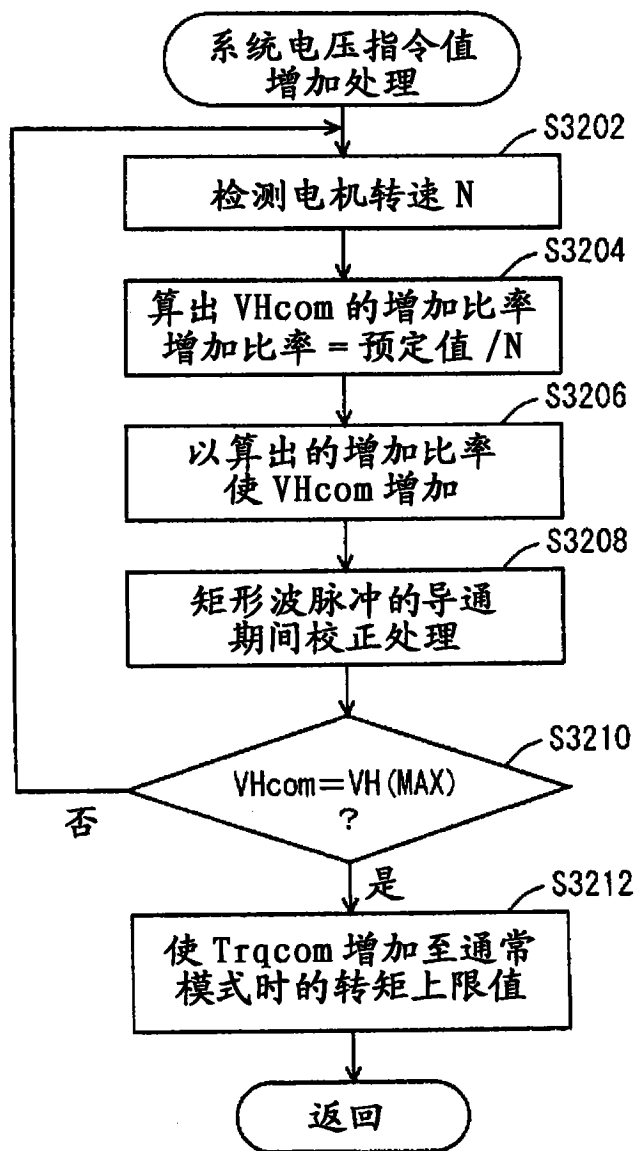 系统电压指令值
增加处理
S3202
检测电机转速 N
S3204
算出 VHcom 的增加比率
增加比率 = 预定值 /N
S3206
以算出的增加比率
使 VHcom 增加
S3208
矩形波脉冲的导通
期间校正处理
S3210
VHcom=VH(MAX)
?
否
是
S3212
使 Trqcom 增加至通常
模式时的转矩上限值
返回